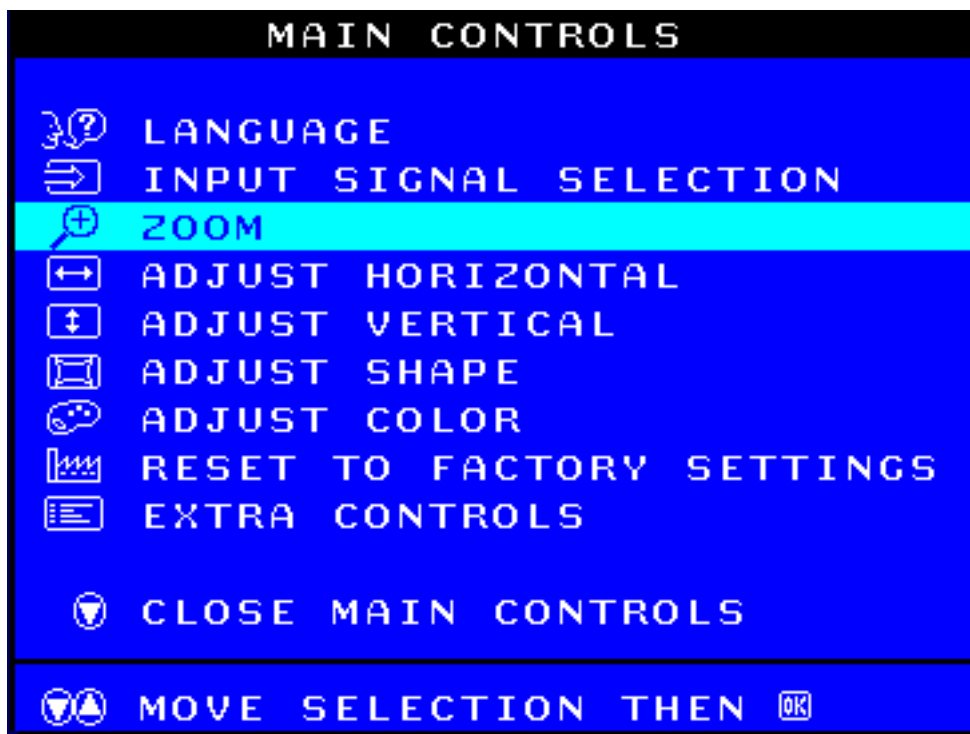 MAIN CONTROLS
LANGUAGE
INPUT SIGNAL SELECTION
ZOOM
ADJUST HORIZONTAL
ADJUST VERTICAL
ADJUST SHAPE
ADJUST COLOR
RESET TO FACTORY SETTINGS
EXTRA CONTROLS
CLOSE MAIN CONTROLS
MOVE SELECTION THEN OK